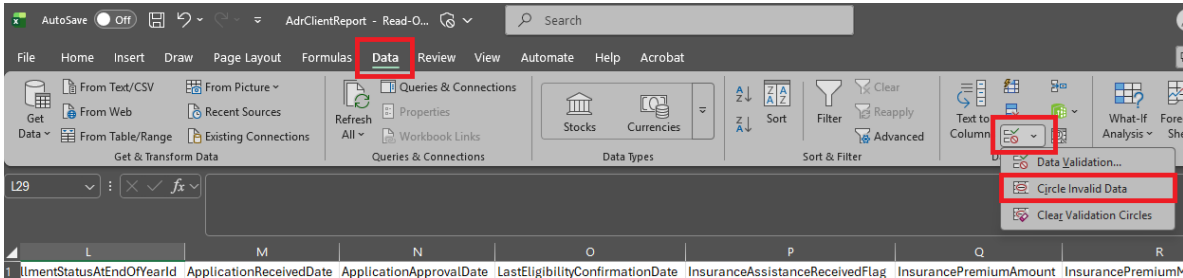 AutoSave Off AdrClientReport - Read-O... Search
File Home Insert Draw Page Layout Formulas Data Review View Automate Help Acrobat
Get Data
From Text/CSV
From Web
From Table/Range
From Picture
Recent Sources
Existing Connections
Get & Transform Data
Refresh All
Queries & Connections
Properties
Workbook Links
Queries & Connections
Stocks Currencies
Data Types
Sort
Filter
Clear
Reapply
Advanced
Sort & Filter
Text to
Column
What-If
Analysis
Data Validation...
Circle Invalid Data
Clear Validation Circles
L29 fx
L M N O P Q R
1 llmentStatusAtEndOfYearId ApplicationReceivedDate ApplicationApprovalDate LastEligibilityConfirmationDate InsuranceAssistanceReceivedFlag InsurancePremiumAmount InsurancePremiumM